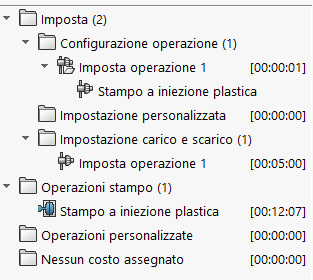 Imposta (2)
Configurazione operazione (1)
Imposta operazione 1 [00:00:01]
Stampo a iniezione plastica
Impostazione personalizzata [00:00:00]
Impostazione carico e scarico (1)
Imposta operazione 1 [00:05:00]
Operazioni stampo (1)
Stampo a iniezione plastica [00:12:07]
Operazioni personalizzate [00:00:00]
Nessun costo assegnato [00:00:00]